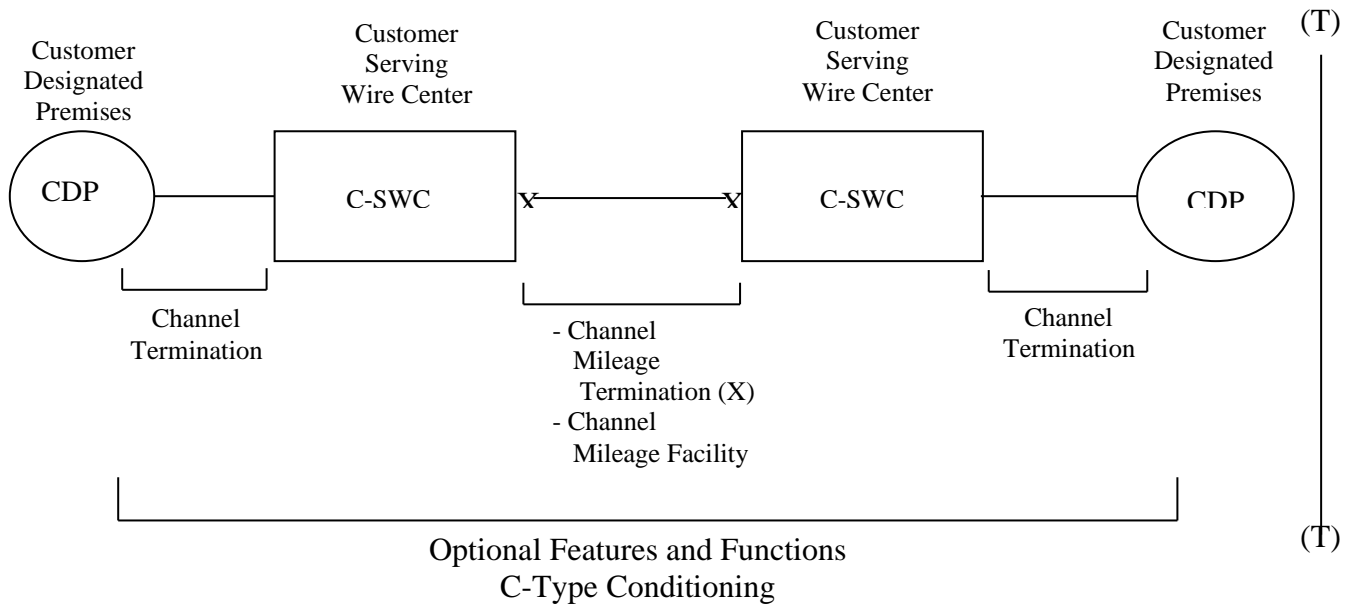 (T)
Customer
Designated
Premises
Customer
Serving
Wire Center
Customer
Serving
Wire Center
Customer
Designated
Premises
CDP
C-SWC
X
X
C-SWC
CDP
Channel
Termination
- Channel
Mileage
Termination (X)
- Channel
Mileage Facility
Channel
Termination
(T)
Optional Features and Functions
C-Type Conditioning